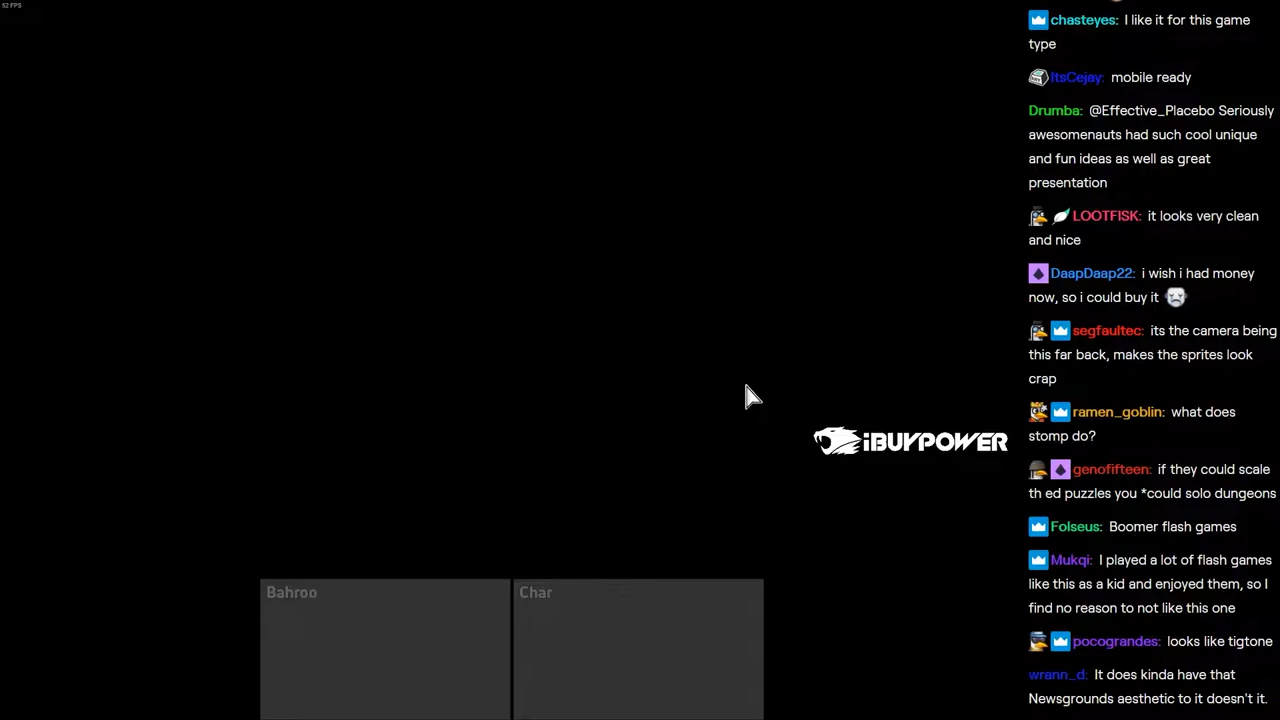 52 FPS
chasteyes: I like it for this game
type
ItsCejay: mobile ready
Drumba: @Effective_Placebo Seriously
awesomenauts had such cool unique
and fun ideas as well as great
presentation
LOOTFISK: it looks very clean
and nice
DaapDaap22: i wish i had money
now, so i could buy it
segfaultec: its the camera being
this far back, makes the sprites look
crap
iBUYPOWER
ramen_goblin: what does
stomp do?
genofifteen: if they could scale
th ed puzzles you *could solo dungeons
Folseus: Boomer flash games
Mukqi: I played a lot of flash games
like this as a kid and enjoyed them, so I
find no reason to not like this one
Bahroo
Char
pocograndes: looks like tigtone
wrann_d: It does kinda have that
Newsgrounds aesthetic to it doesn't it.